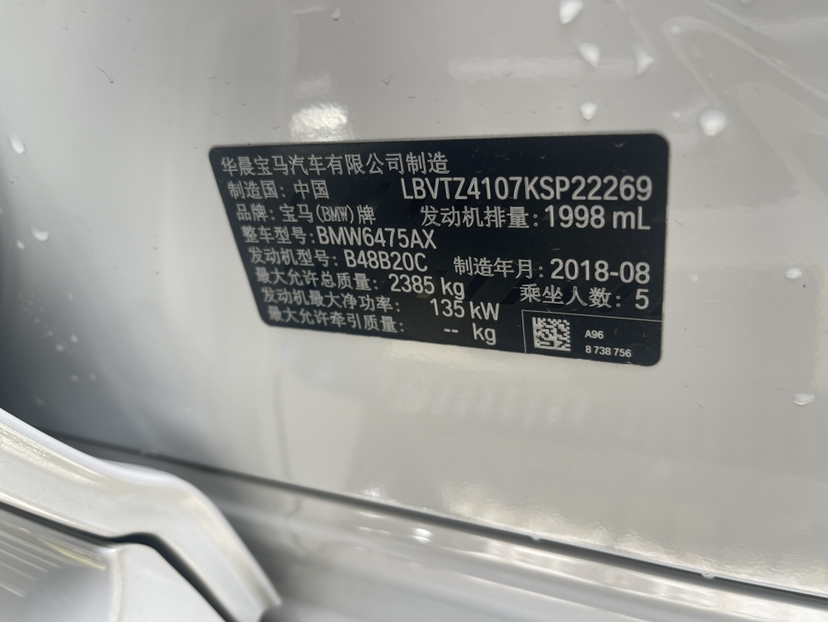 华晨宝马汽车有限公司制造
制造国: 中国 LBVTZ4107KSP22269
品牌: 宝马(BMW)牌 发动机排量: 1998 mL
整车型号: BMW6475AX
发动机型号: B48B20C 制造年月: 2018-08
最大允许总质量: 2385 kg 乘坐人数: 5
发动机最大净功率: 135 kW
最大允许牵引质量: -- kg
A96
8 738 756